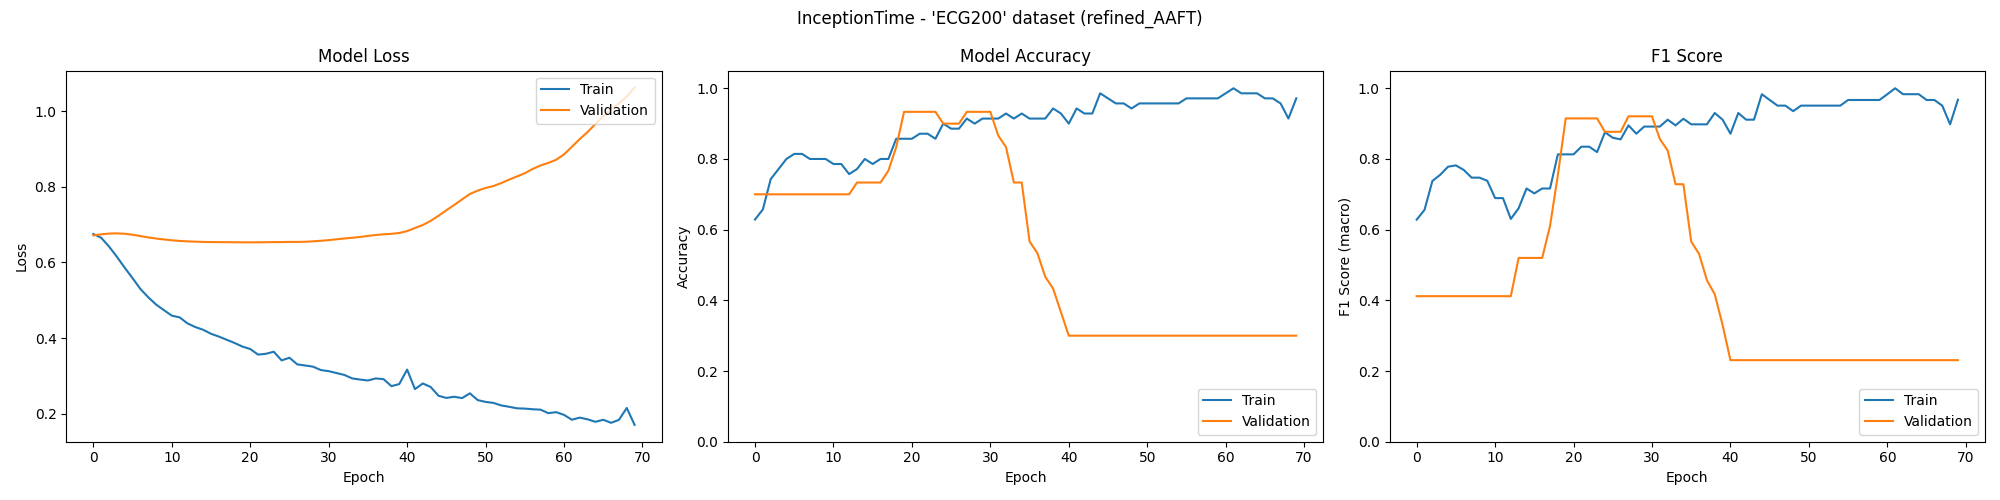 InceptionTime - 'ECG200' dataset (refined_AAFT)
Model Loss
Loss
1.0
0.8
0.6
0.4
0.2
Train
Validation
0 10 20 30 40 50 60 70
Epoch
Model Accuracy
Accuracy
1.0
0.8
0.6
0.4
0.2
0.0
Train
Validation
0 10 20 30 40 50 60 70
Epoch
F1 Score
F1 Score (macro)
1.0
0.8
0.6
0.4
0.2
0.0
Train
Validation
0 10 20 30 40 50 60 70
Epoch